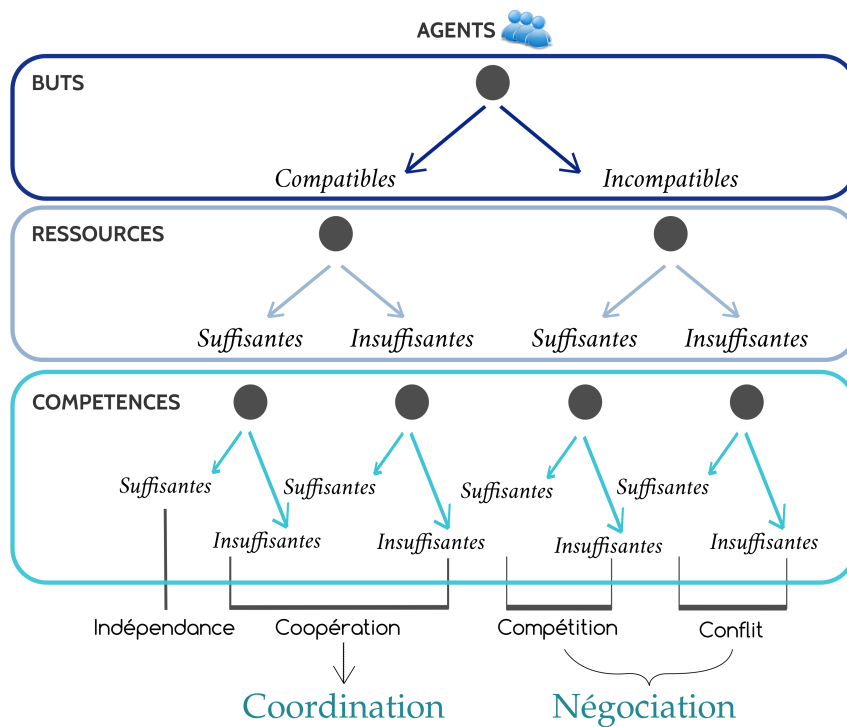 AGENTS
BUTS
Compatibles Incompatibles
RESSOURCES
Suffisantes Insuffisantes Suffisantes Insuffisantes
COMPETENCES
Suffisantes Suffisantes Suffisantes Suffisantes
Insuffisantes Insuffisantes Insuffisantes Insuffisantes
Indépendance Coopération Compétition Conflit
Coordination Négociation